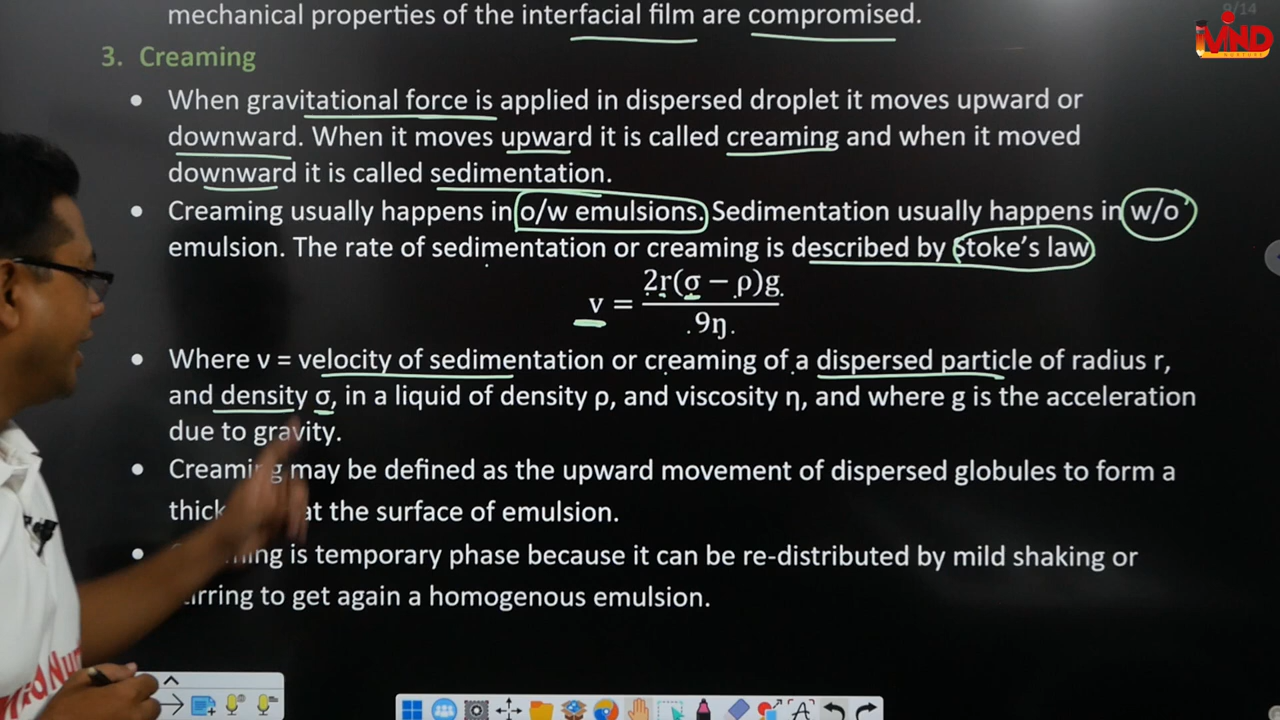 mechanical properties of the interfacial film are compromised.
9/14
MIND
3. Creaming
• When gravitational force is applied in dispersed droplet it moves upward or
downward. When it moves upward it is called creaming and when it moved
downward it is called sedimentation.
• Creaming usually happens in o/w emulsions. Sedimentation usually happens in w/o
emulsion. The rate of sedimentation or creaming is described by Stoke's law
v = 2r(σ − ρ)g / 9η
• Where v = velocity of sedimentation or creaming of a dispersed particle of radius r,
and density σ, in a liquid of density ρ, and viscosity η, and where g is the acceleration
due to gravity.
• Creaming may be defined as the upward movement of dispersed globules to form a
thick at the surface of emulsion.
• is temporary phase because it can be re-distributed by mild shaking or
to get again a homogenous emulsion.